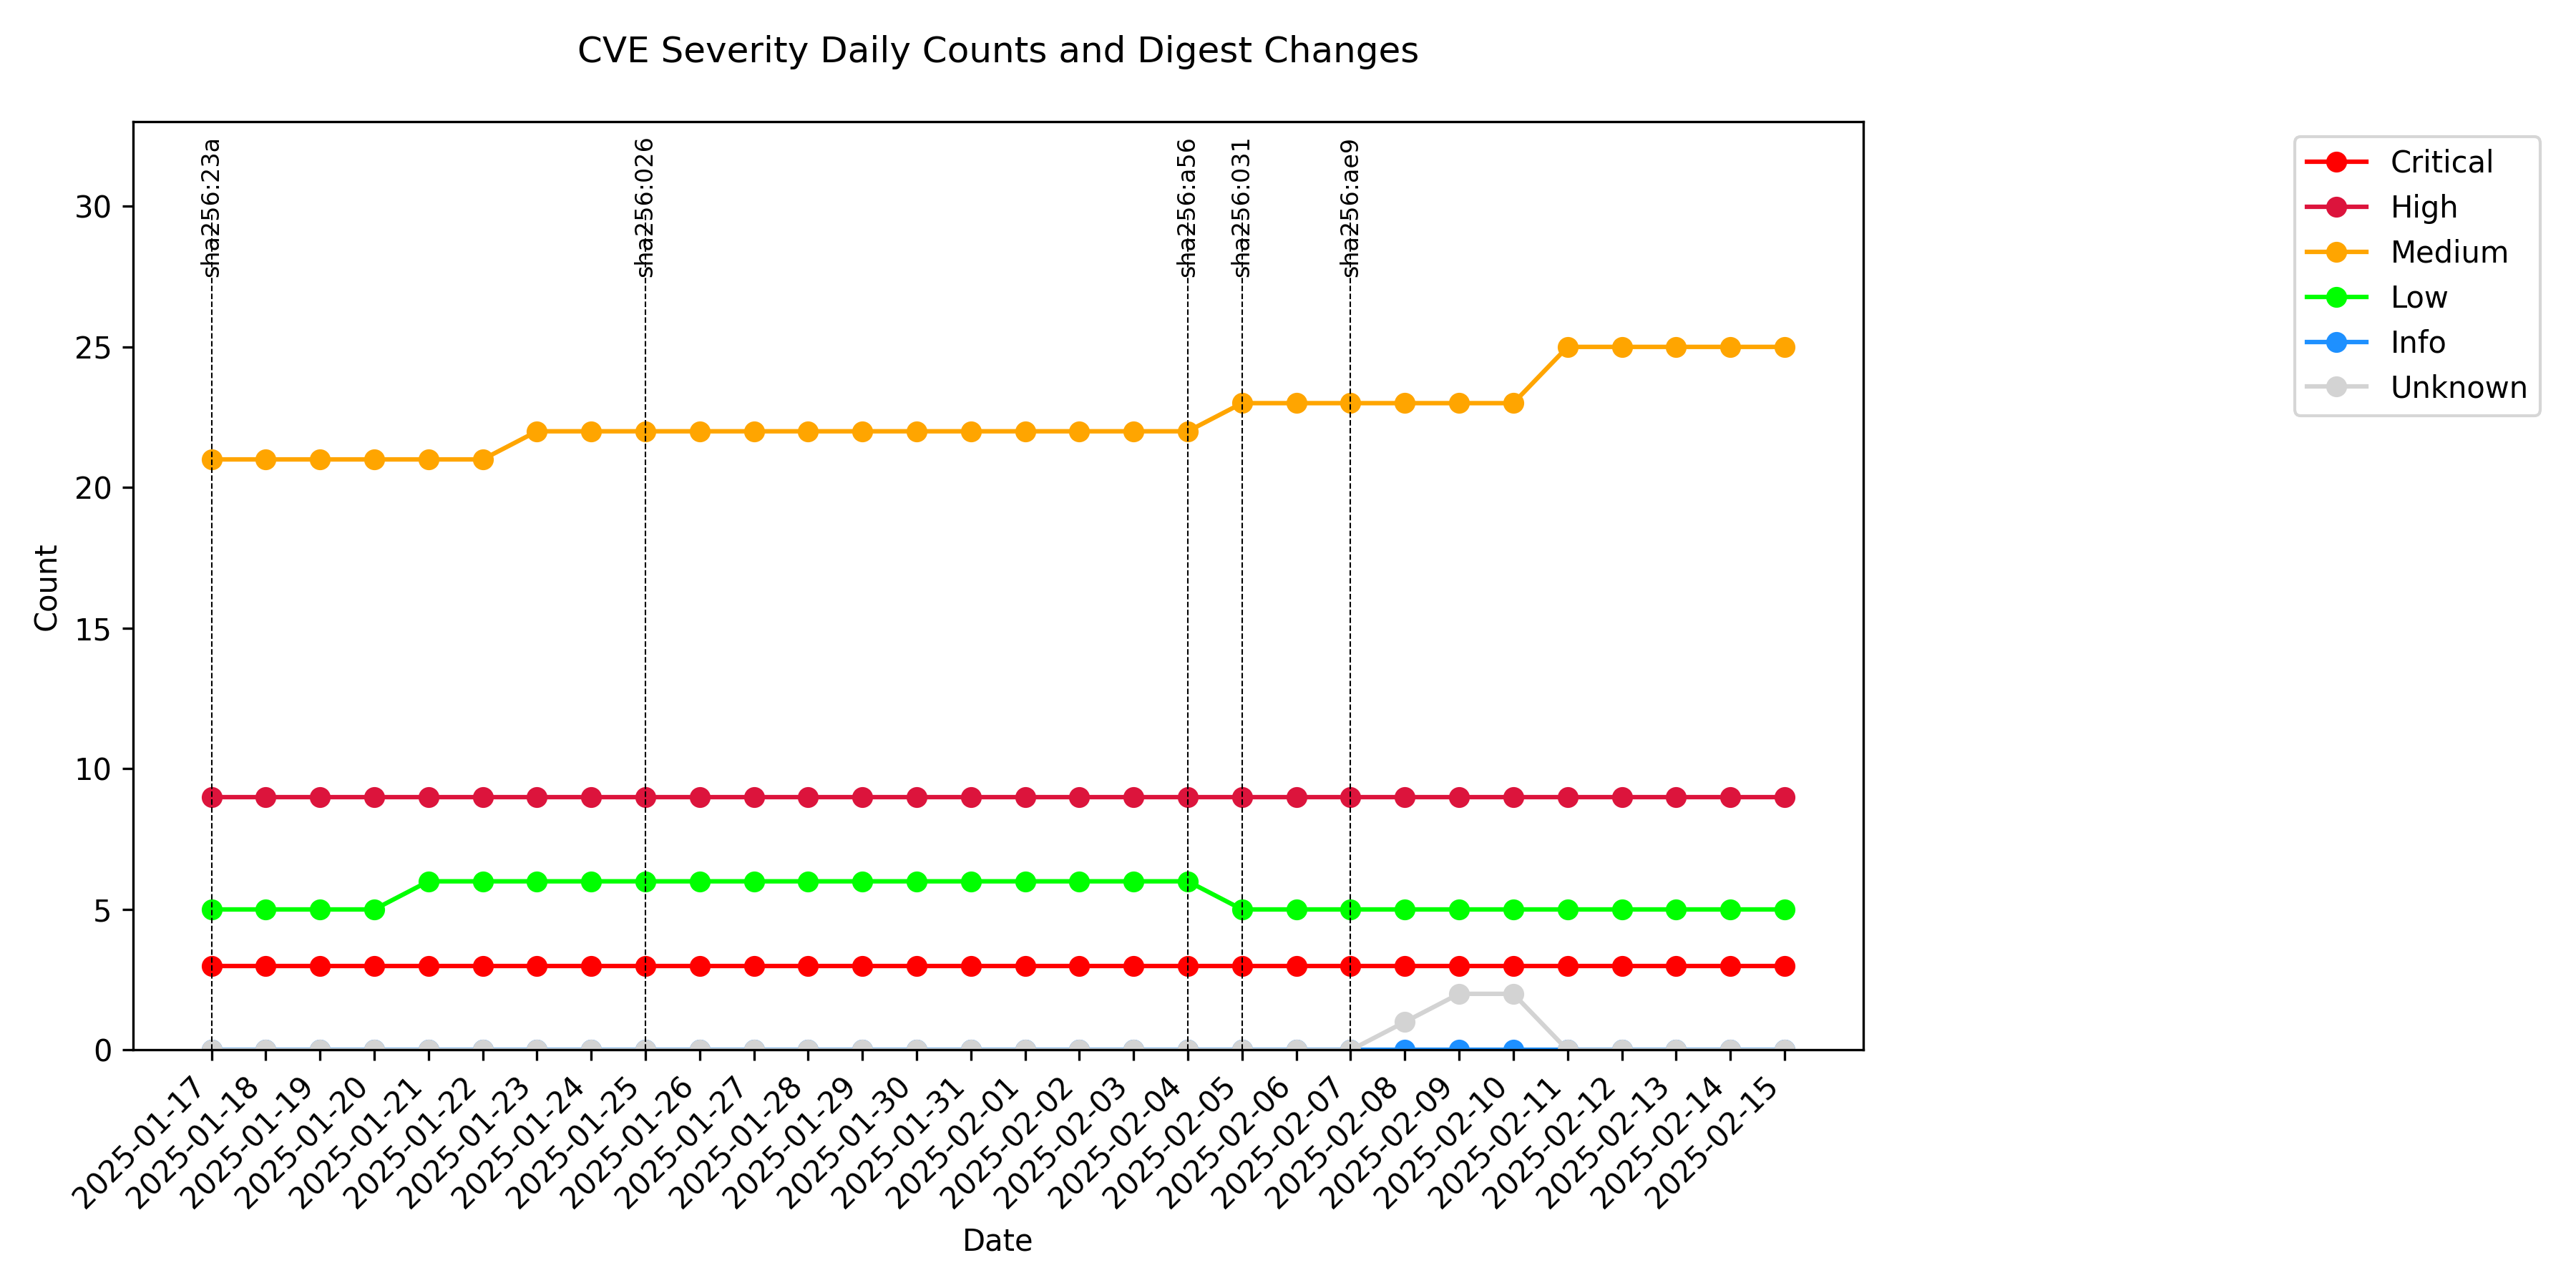 CVE Severity Daily Counts and Digest Changes
sha256:23a
sha256:026
sha256:a56
sha256:031
sha256:ae9
Critical
High
Medium
Low
Info
Unknown
Count
30
25
20
15
10
5
0
2025-01-17
2025-01-18
2025-01-19
2025-01-20
2025-01-21
2025-01-22
2025-01-23
2025-01-24
2025-01-25
2025-01-26
2025-01-27
2025-01-28
2025-01-29
2025-01-30
2025-01-31
2025-02-01
2025-02-02
2025-02-03
2025-02-04
2025-02-05
2025-02-06
2025-02-07
2025-02-08
2025-02-09
2025-02-10
2025-02-11
2025-02-12
2025-02-13
2025-02-14
2025-02-15
Date